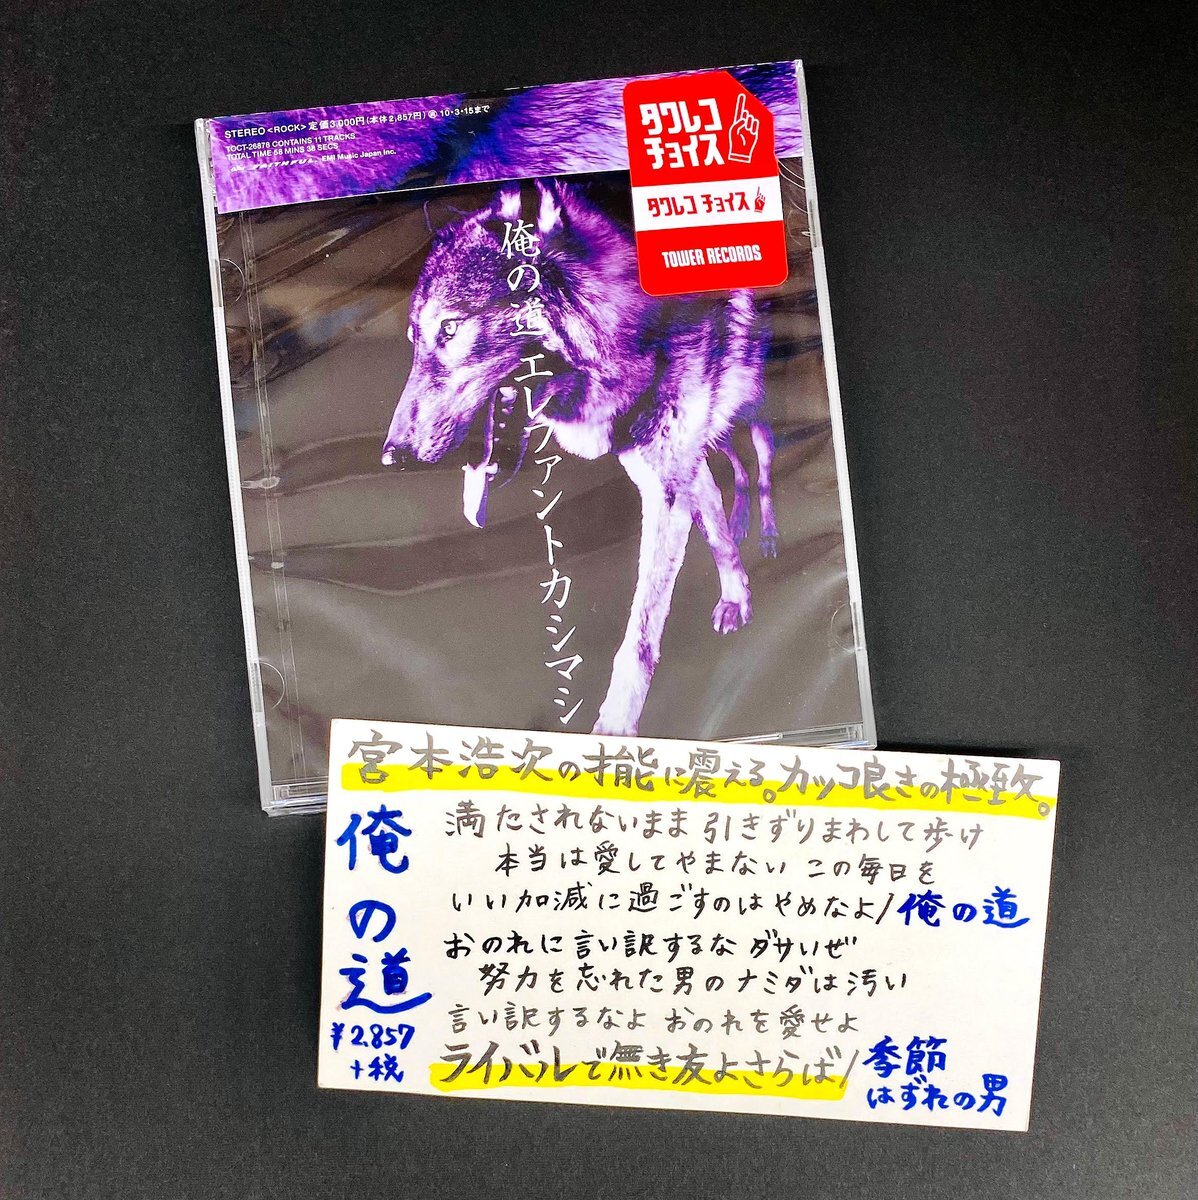 STEREO <ROCK> 定価3,000円(本体2,857円) 10・3・15まで
TOCT-26878 CONTAINS 11 TRACKS
TOTAL TIME 58 MINS 38 SECS
FAITHFUL. EMI Music Japan Inc.
タワレコ
チョイス
タワレコ チョイス
TOWER RECORDS
俺の道 エレファントカシマシ
宮本浩次の才能に震える。カッコ良さの極致。
俺の道
¥2,857
+税
満たされないまま 引きずりまわして歩け
本当は愛してやまない この毎日を
いい加減に過ごすのはやめなよ/俺の道
おのれに言い訳するな ダサいぜ
努力を忘れた男のナミダは汚い
言い訳するなよ おのれを愛せよ
ライバルで無き友よさらば/季節
はずれの男